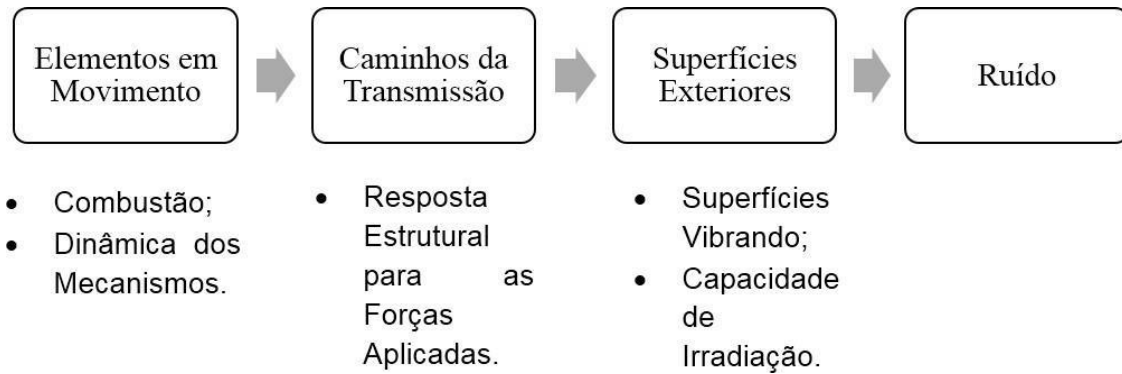 Elementos em
Movimento
Caminhos da
Transmissão
Superfícies
Exteriores
Ruído
• Combustão;
• Dinâmica dos
Mecanismos.
• Resposta
Estrutural
para as
Forças
Aplicadas.
• Superfícies
Vibrando;
• Capacidade
de
Irradiação.